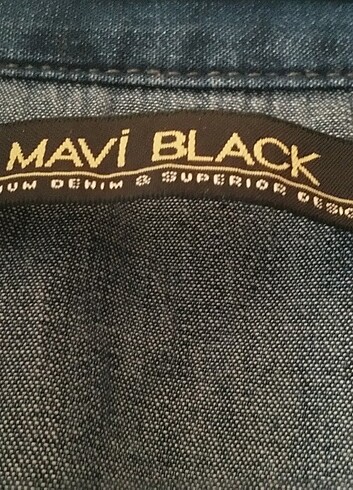 MAVİ BLACK
DENIM & SUPERIOR